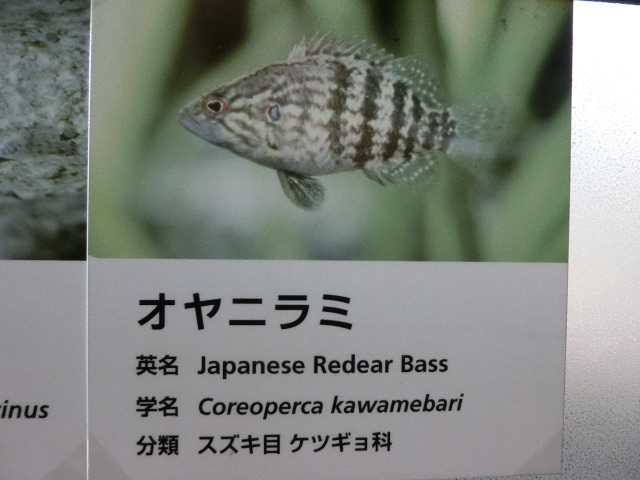 オヤニラミ
英名 Japanese Redear Bass
学名 Coreoperca kawamebari
分類 スズキ目 ケツギョ科
inus